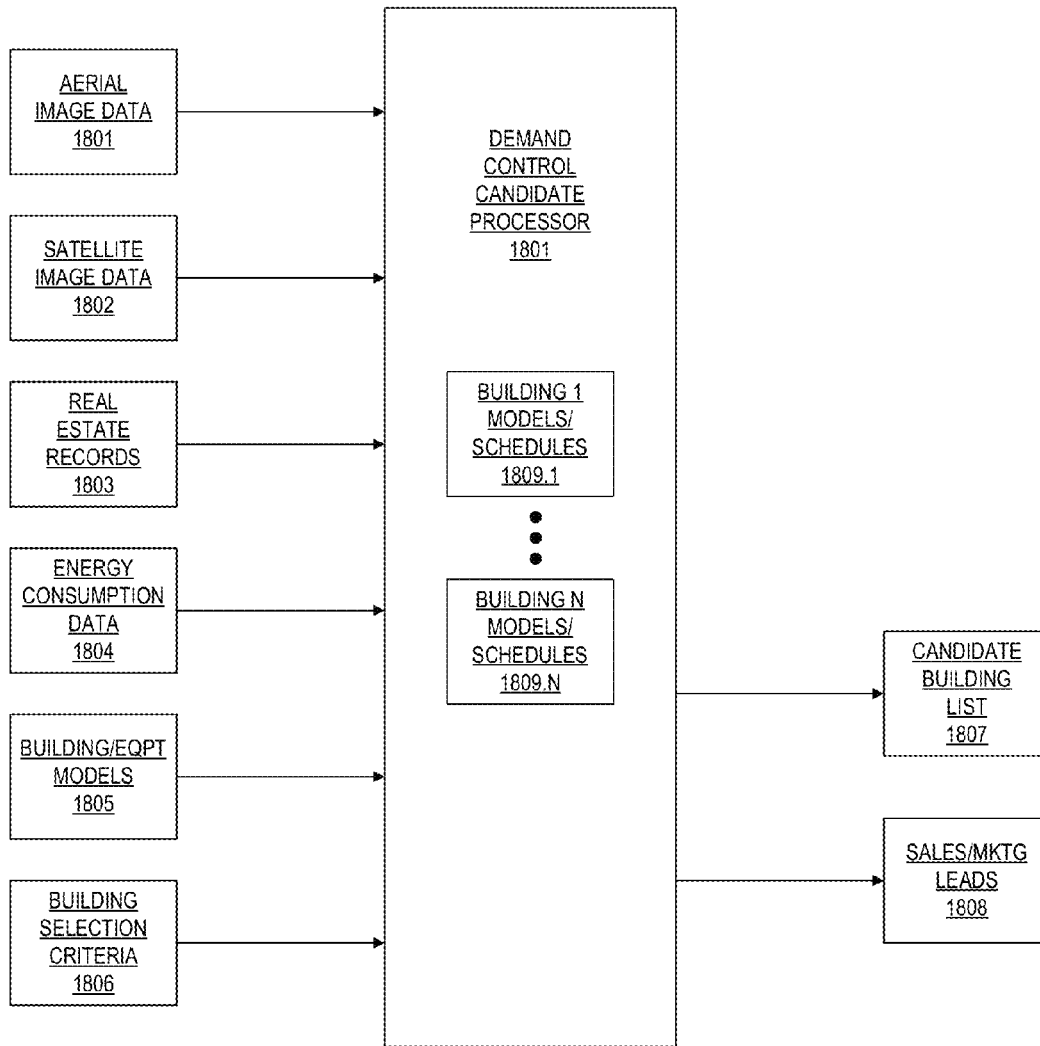 AERIAL
IMAGE DATA
1801
SATELLITE
IMAGE DATA
1802
REAL
ESTATE
RECORDS
1803
ENERGY
CONSUMPTION
DATA
1804
BUILDING/EQPT
MODELS
1805
BUILDING
SELECTION
CRITERIA
1806
DEMAND
CONTROL
CANDIDATE
PROCESSOR
1801
BUILDING 1
MODELS/
SCHEDULES
1809.1
BUILDING N
MODELS/
SCHEDULES
1809.N
CANDIDATE
BUILDING
LIST
1807
SALES/MKTG
LEADS
1808